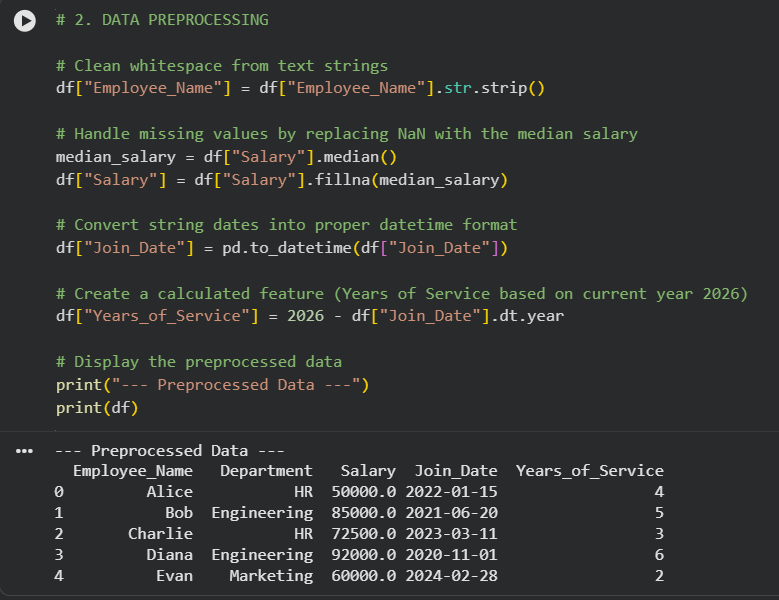 # 2. DATA PREPROCESSING
# Clean whitespace from text strings
df["Employee_Name"] = df["Employee_Name"].str.strip()
# Handle missing values by replacing NaN with the median salary
median_salary = df["Salary"].median()
df["Salary"] = df["Salary"].fillna(median_salary)
# Convert string dates into proper datetime format
df["Join_Date"] = pd.to_datetime(df["Join_Date"])
# Create a calculated feature (Years of Service based on current year 2026)
df["Years_of_Service"] = 2026 - df["Join_Date"].dt.year
# Display the preprocessed data
print("--- Preprocessed Data ---")
print(df)
--- Preprocessed Data ---
  Employee_Name   Department   Salary  Join_Date  Years_of_Service
0         Alice           HR  50000.0 2022-01-15                 4
1           Bob  Engineering  85000.0 2021-06-20                 5
2       Charlie           HR  72500.0 2023-03-11                 3
3         Diana  Engineering  92000.0 2020-11-01                 6
4          Evan    Marketing  60000.0 2024-02-28                 2